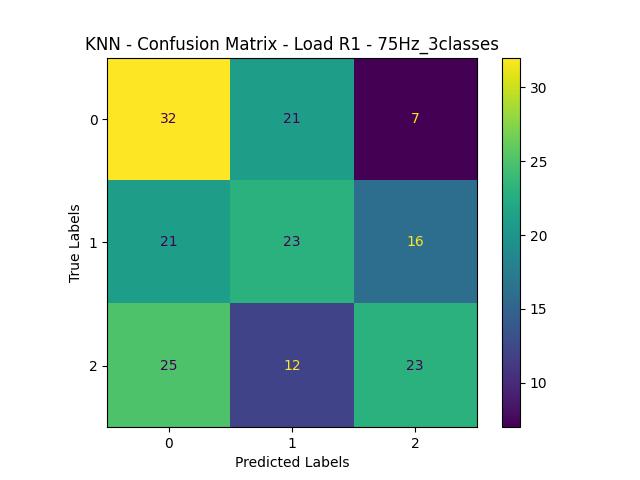 KNN - Confusion Matrix - Load R1 - 75Hz_3classes
True Labels
0
1
2
32 21 7
21 23 16
25 12 23
0 1 2
Predicted Labels
30
25
20
15
10